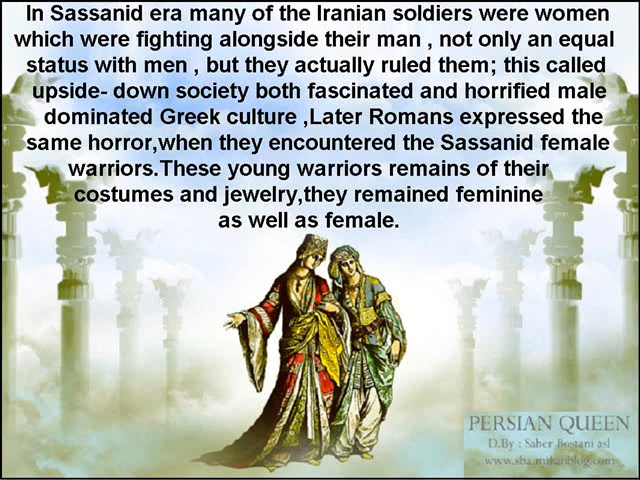 In Sassanid era many of the Iranian soldiers were women
which were fighting alongside their man , not only an equal
status with men , but they actually ruled them; this called
upside- down society both fascinated and horrified male
dominated Greek culture ,Later Romans expressed the
same horror,when they encountered the Sassanid female
warriors.These young warriors remains of their
costumes and jewelry,they remained feminine
as well as female.
PERSIAN QUEEN
D.By : Saber Bostani asl
www.sba.mihanblog.com